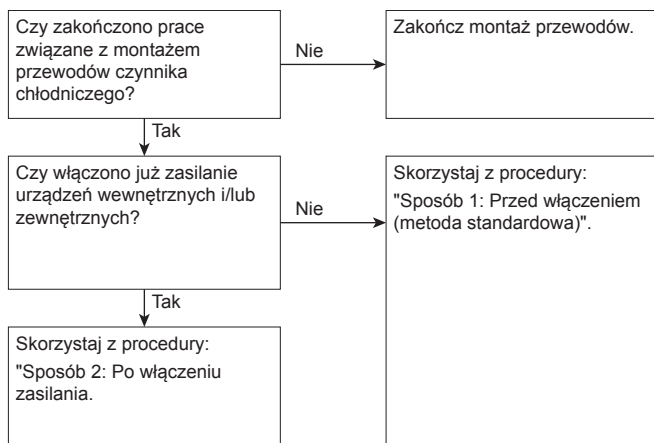 Czy zakończono prace
związane z montażem
przewodów czynnika
chłodniczego?
Nie
Zakończ montaż przewodów.
Tak
Czy włączono już zasilanie
urządzeń wewnętrznych i/lub
zewnętrznych?
Nie
Skorzystaj z procedury:
"Sposób 1: Przed włączeniem
(metoda standardowa)".
Tak
Skorzystaj z procedury:
"Sposób 2: Po włączeniu
zasilania.